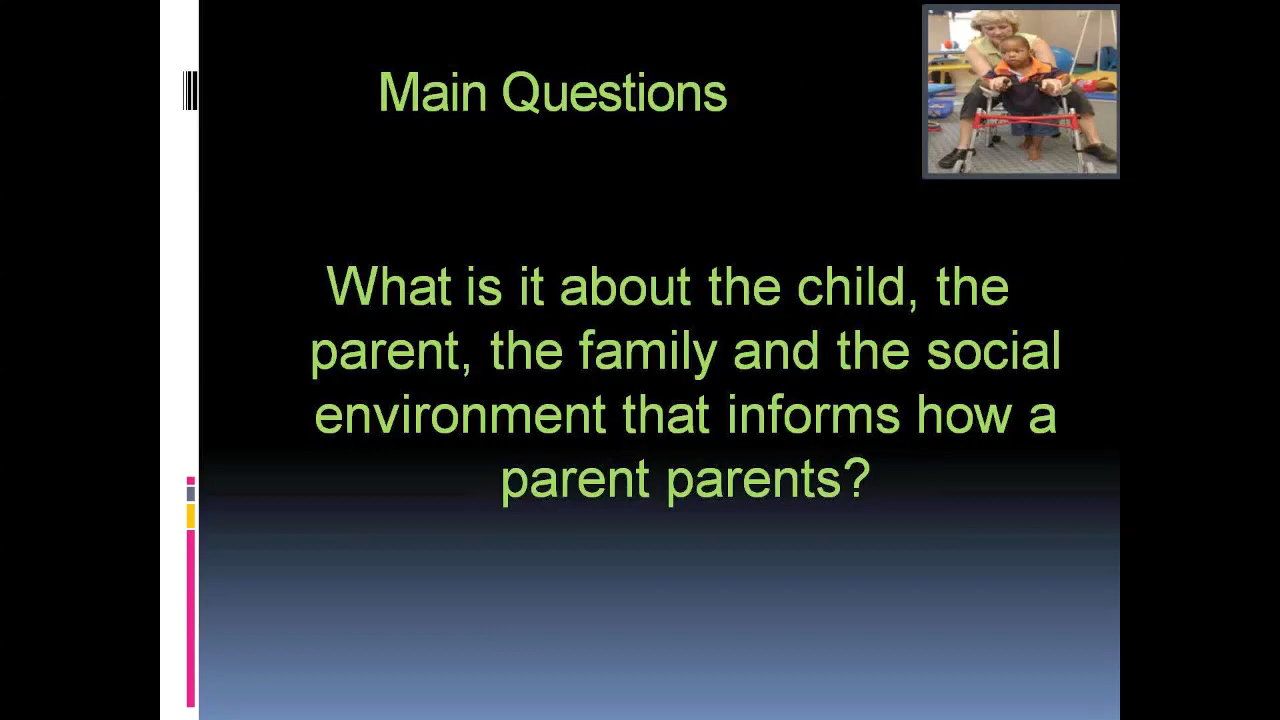 Main Questions
What is it about the child, the
parent, the family and the social
environment that informs how a
parent parents?